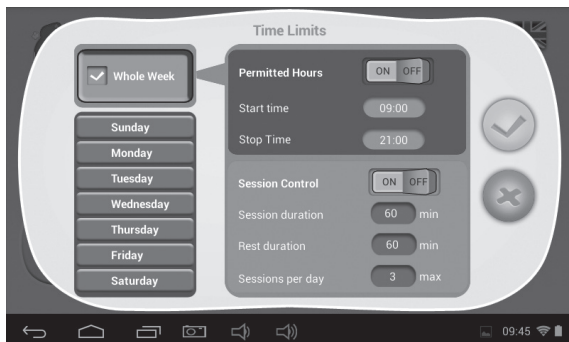 Time Limits
Whole Week
Sunday
Monday
Tuesday
Wednesday
Thursday
Friday
Saturday
Permitted Hours ON OFF
Start time 09:00
Stop Time 21:00
Session Control ON OFF
Session duration 60 min
Rest duration 60 min
Sessions per day 3 max
09:45